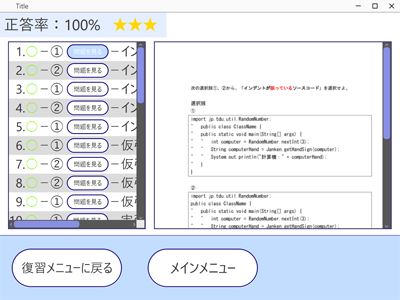 Title
正答率：100% ★★★
1.○－① 問題を見る －イン
2.○－② 問題を見る －イン
3.○－① 問題を見る －イン
4.○－② 問題を見る －イン
5.○－① 問題を見る －イン
6.○－① 問題を見る －仮引
7.○－② 問題を見る －仮引
8.○－② 問題を見る －仮引
9.○－① 問題を見る －仮引
次の選択肢①、②から、「インデントが誤っているソースコード」を選択せよ。
選択肢
①
import jp.tdu.util.RandomNumber;
public class ClassName {
public static void main(String[] args) {
int computer = RandomNumber.nextInt(3);
String computerHand = Janken.getHandSign(computer);
System.out.println("計算機：" + computerHand);
}
}
②
import jp.tdu.util.RandomNumber;
public class ClassName {
public static void main(String[] args) {
int computer = RandomNumber.nextInt(3);
String computerHand = Janken.getHandSign(computer);
復習メニューに戻る
メインメニュー